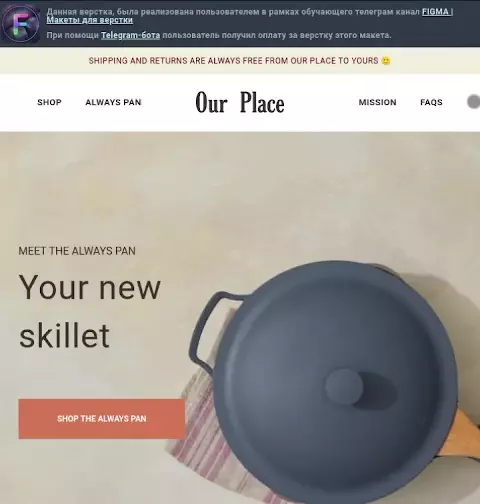 Данная верстка, была реализована пользователем в рамках обучающего телеграм канал FIGMA |
Макеты для верстки
При помощи Telegram-бота пользователь получил оплату за верстку этого макета.
SHIPPING AND RETURNS ARE ALWAYS FREE FROM OUR PLACE TO YOURS 🙂
SHOP ALWAYS PAN Our Place MISSION FAQS
MEET THE ALWAYS PAN
Your new
skillet
SHOP THE ALWAYS PAN